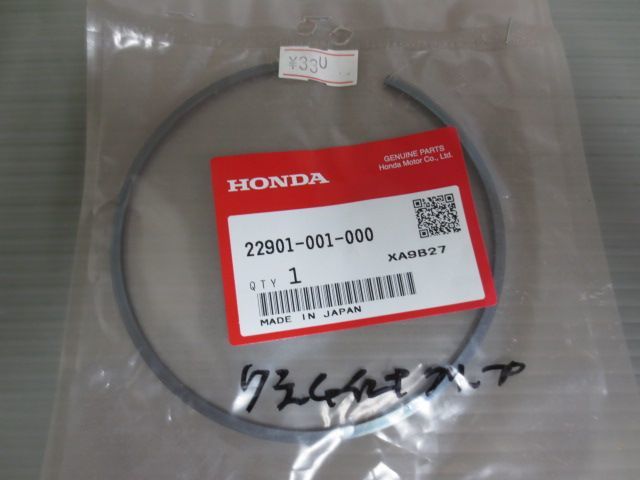 ¥330
GENUINE PARTS
Honda Motor Co., Ltd.
HONDA
22901-001-000
XA9B27
QTY 1
MADE IN JAPAN